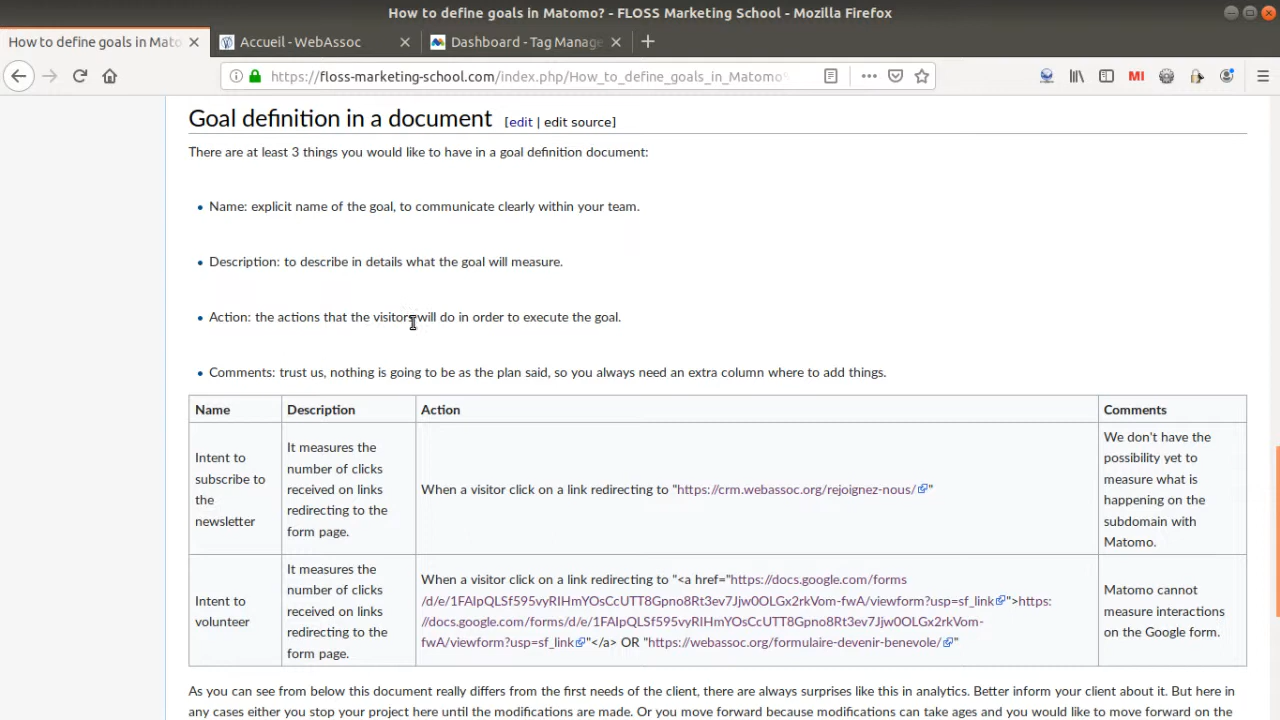 How to define goals in Matomo? - FLOSS Marketing School - Mozilla Firefox
How to define goals in Mato
Accueil - WebAssoc
Dashboard - Tag Manage
https://floss-marketing-school.com/index.php/How_to_define_goals_in_Matomo
MI
Goal definition in a document [edit | edit source]
There are at least 3 things you would like to have in a goal definition document:
• Name: explicit name of the goal, to communicate clearly within your team.
• Description: to describe in details what the goal will measure.
• Action: the actions that the visitors will do in order to execute the goal.
• Comments: trust us, nothing is going to be as the plan said, so you always need an extra column where to add things.
Name
Description
Action
Comments
Intent to
subscribe to
the
newsletter
It measures the
number of clicks
received on links
redirecting to the
form page.
When a visitor click on a link redirecting to "https://crm.webassoc.org/rejoignez-nous/"
We don't have the
possibility yet to
measure what is
happening on the
subdomain with
Matomo.
Intent to
volunteer
It measures the
number of clicks
received on links
redirecting to the
form page.
When a visitor click on a link redirecting to "<a href="https://docs.google.com/forms
/d/e/1FAIpQLSf595vyRIHmYOsCcUTT8Gpno8Rt3ev7Jjw0OLGx2rkVom-fwA/viewform?usp=sf_link">https:
//docs.google.com/forms/d/e/1FAIpQLSf595vyRIHmYOsCcUTT8Gpno8Rt3ev7Jjw0OLGx2rkVom-
fwA/viewform?usp=sf_link"</a> OR "https://webassoc.org/formulaire-devenir-benevole/"
Matomo cannot
measure interactions
on the Google form.
As you can see from below this document really differs from the first needs of the client, there are always surprises like this in analytics. Better inform your client about it. But here in
any cases either you stop your project here until the modifications are made. Or you move forward because modifications can take ages and you would like to move forward on the